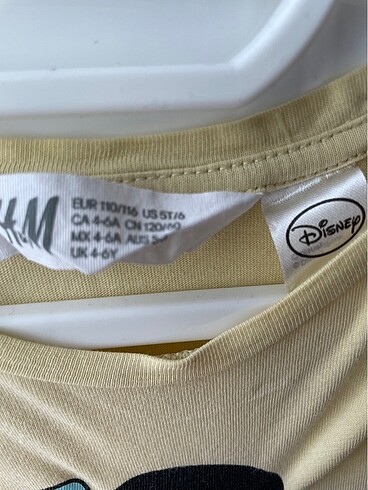 H&M
EUR 110/116 US 5T/6
CA 4-6A CN 120/60
MX 4-6A AUS 5-
UK 4-6Y
Disney